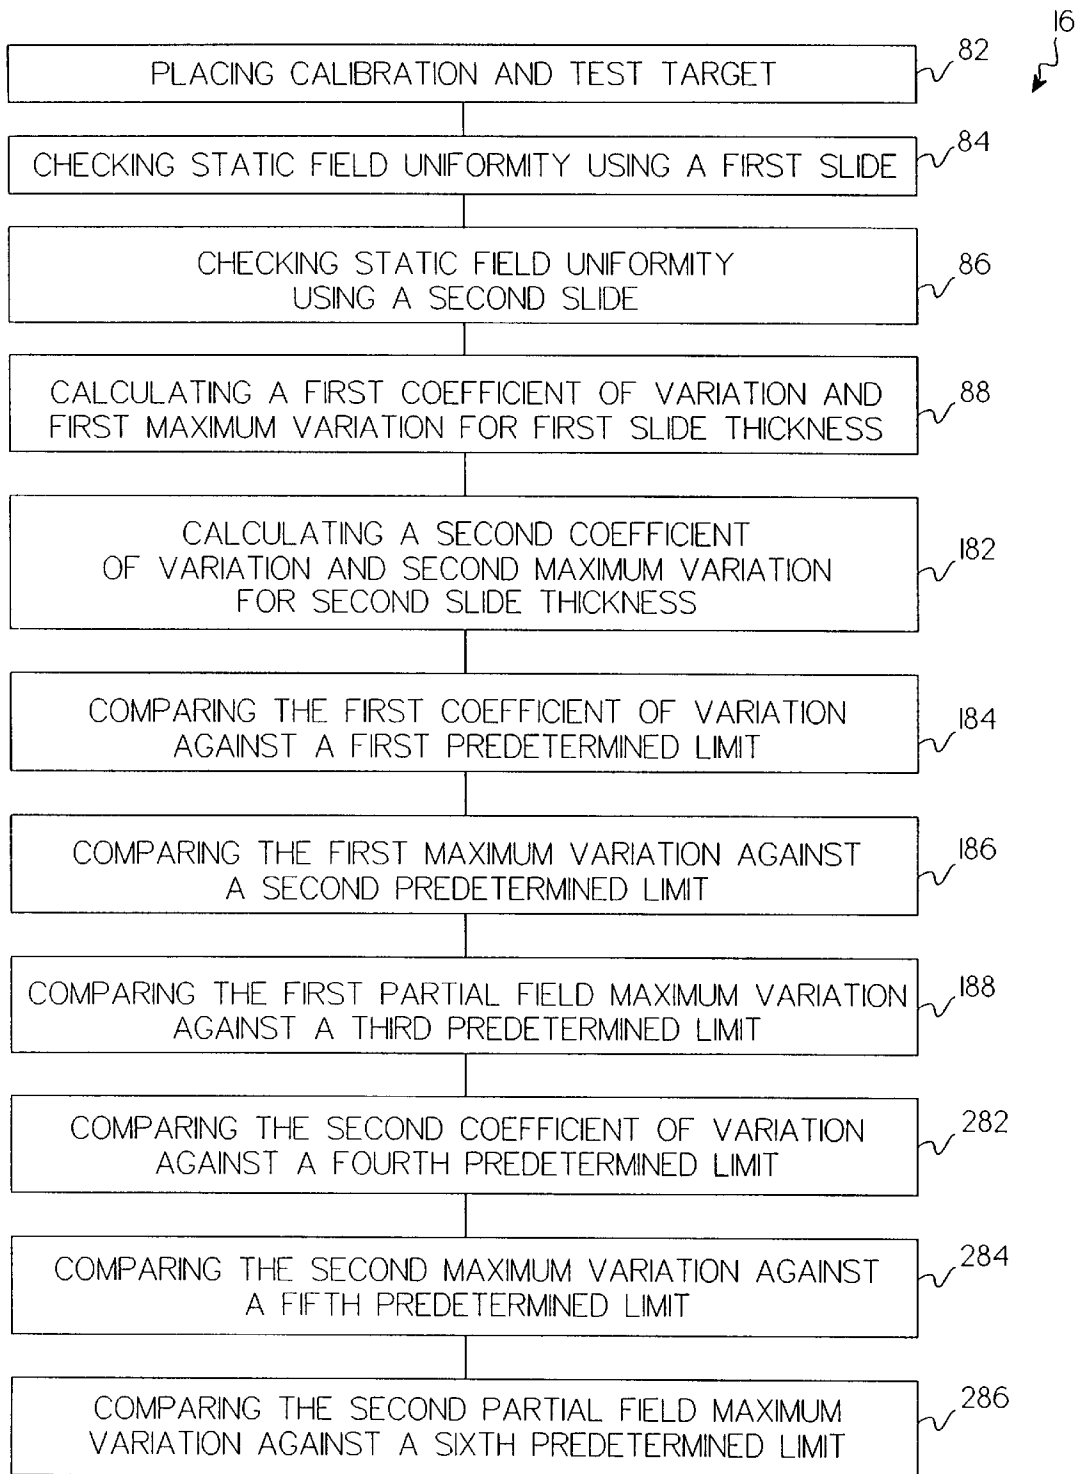 16
PLACING CALIBRATION AND TEST TARGET
82
CHECKING STATIC FIELD UNIFORMITY USING A FIRST SLIDE
84
CHECKING STATIC FIELD UNIFORMITY
USING A SECOND SLIDE
86
CALCULATING A FIRST COEFFICIENT OF VARIATION AND
FIRST MAXIMUM VARIATION FOR FIRST SLIDE THICKNESS
88
CALCULATING A SECOND COEFFICIENT
OF VARIATION AND SECOND MAXIMUM VARIATION
FOR SECOND SLIDE THICKNESS
182
COMPARING THE FIRST COEFFICIENT OF VARIATION
AGAINST A FIRST PREDETERMINED LIMIT
184
COMPARING THE FIRST MAXIMUM VARIATION AGAINST
A SECOND PREDETERMINED LIMIT
186
COMPARING THE FIRST PARTIAL FIELD MAXIMUM VARIATION
AGAINST A THIRD PREDETERMINED LIMIT
188
COMPARING THE SECOND COEFFICIENT OF VARIATION
AGAINST A FOURTH PREDETERMINED LIMIT
282
COMPARING THE SECOND MAXIMUM VARIATION AGAINST
A FIFTH PREDETERMINED LIMIT
284
COMPARING THE SECOND PARTIAL FIELD MAXIMUM
VARIATION AGAINST A SIXTH PREDETERMINED LIMIT
286